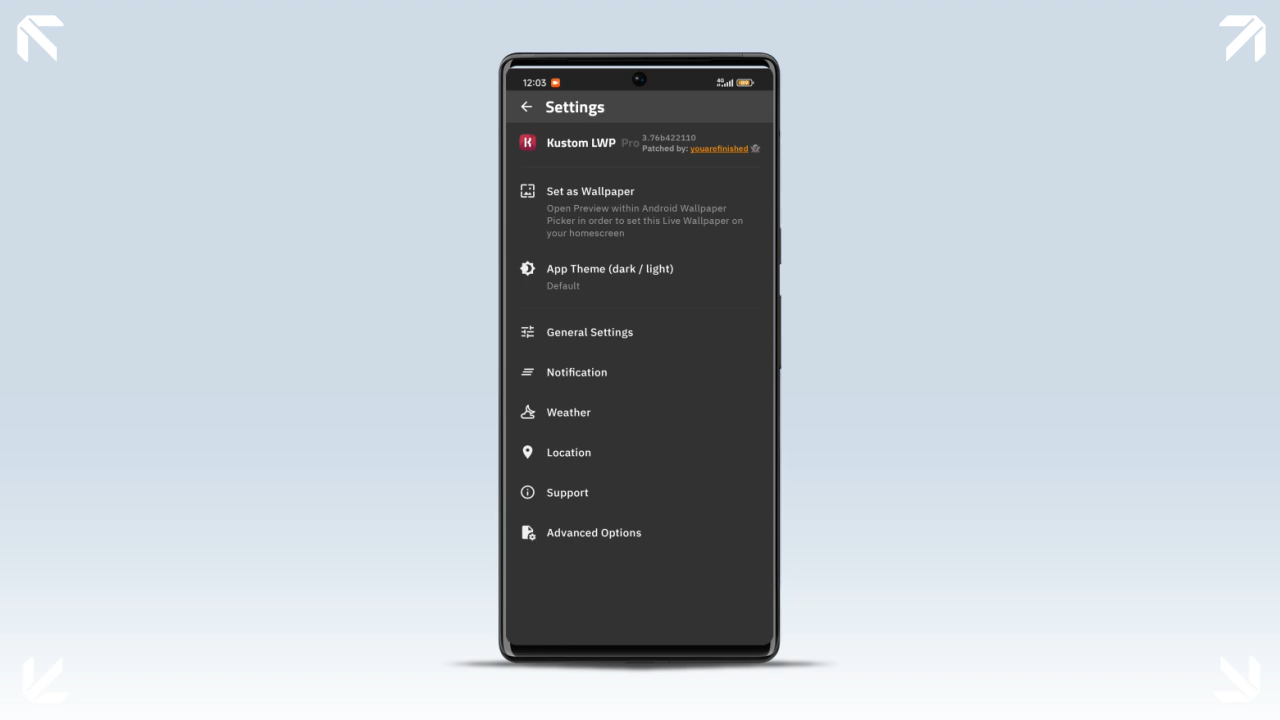 12:03
4G
Settings
Kustom LWP Pro 3.76b422110
Patched by: youarefinished
Set as Wallpaper
Open Preview within Android Wallpaper
Picker in order to set this Live Wallpaper on
your homescreen
App Theme (dark / light)
Default
General Settings
Notification
Weather
Location
Support
Advanced Options